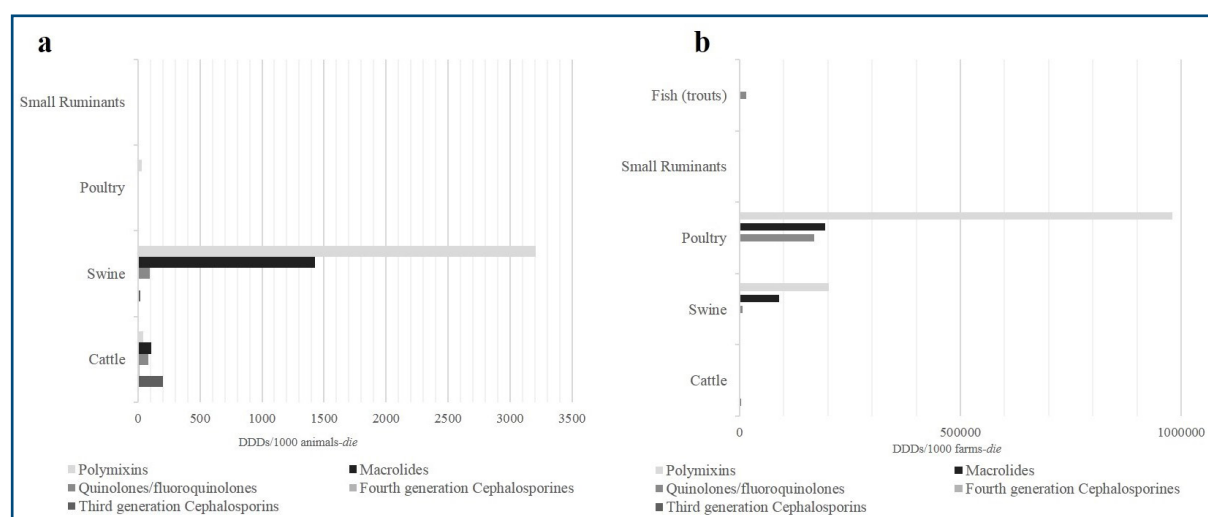 a
Small Ruminants
Poultry
Swine
Cattle
0 500 1000 1500 2000 2500 3000 3500
DDDs/1000 animals-die
Polymixins
Macrolides
Quinolones/fluoroquinolones
Fourth generation Cephalosporines
Third generation Cephalosporins
b
Fish (trouts)
Small Ruminants
Poultry
Swine
Cattle
0 500000 1000000
DDDs/1000 farms-die
Polymixins
Macrolides
Quinolones/fluoroquinolones
Fourth generation Cephalosporines
Third generation Cephalosporins